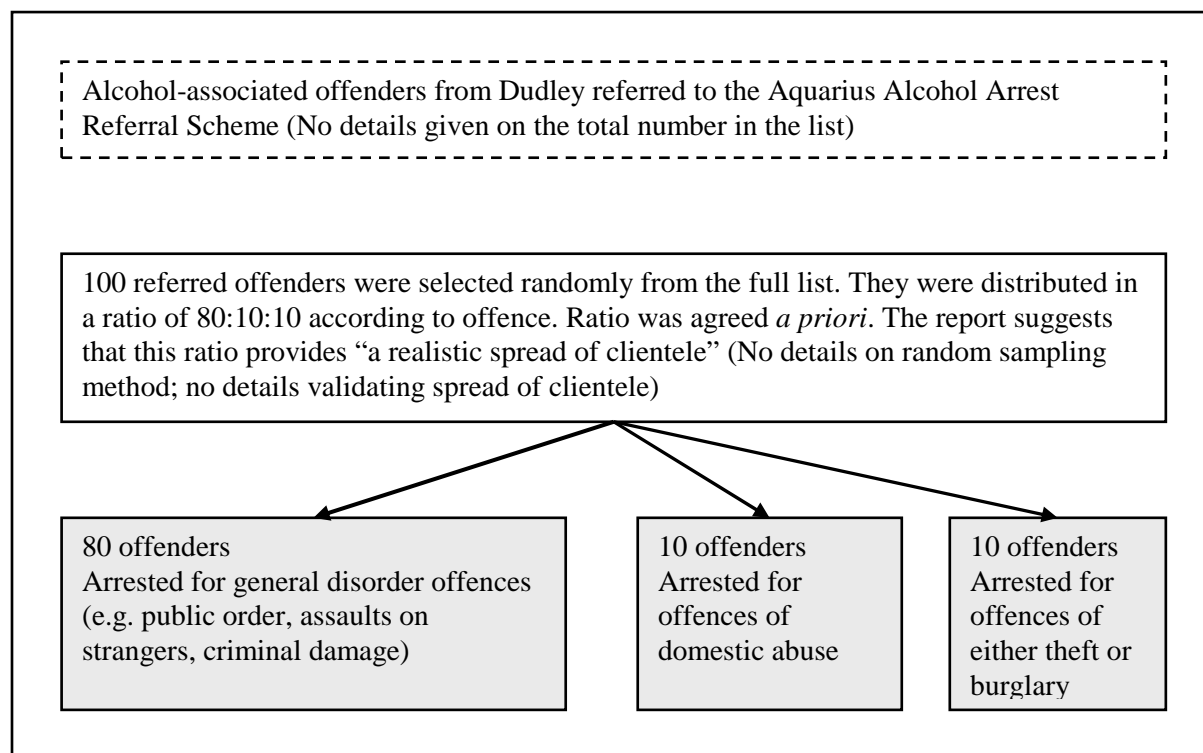 Alcohol-associated offenders from Dudley referred to the Aquarius Alcohol Arrest
Referral Scheme (No details given on the total number in the list)
100 referred offenders were selected randomly from the full list. They were distributed in
a ratio of 80:10:10 according to offence. Ratio was agreed a priori. The report suggests
that this ratio provides “a realistic spread of clientele” (No details on random sampling
method; no details validating spread of clientele)
80 offenders
Arrested for general disorder offences
(e.g. public order, assaults on
strangers, criminal damage)
10 offenders
Arrested for
offences of
domestic abuse
10 offenders
Arrested for
offences of
either theft or
burglary